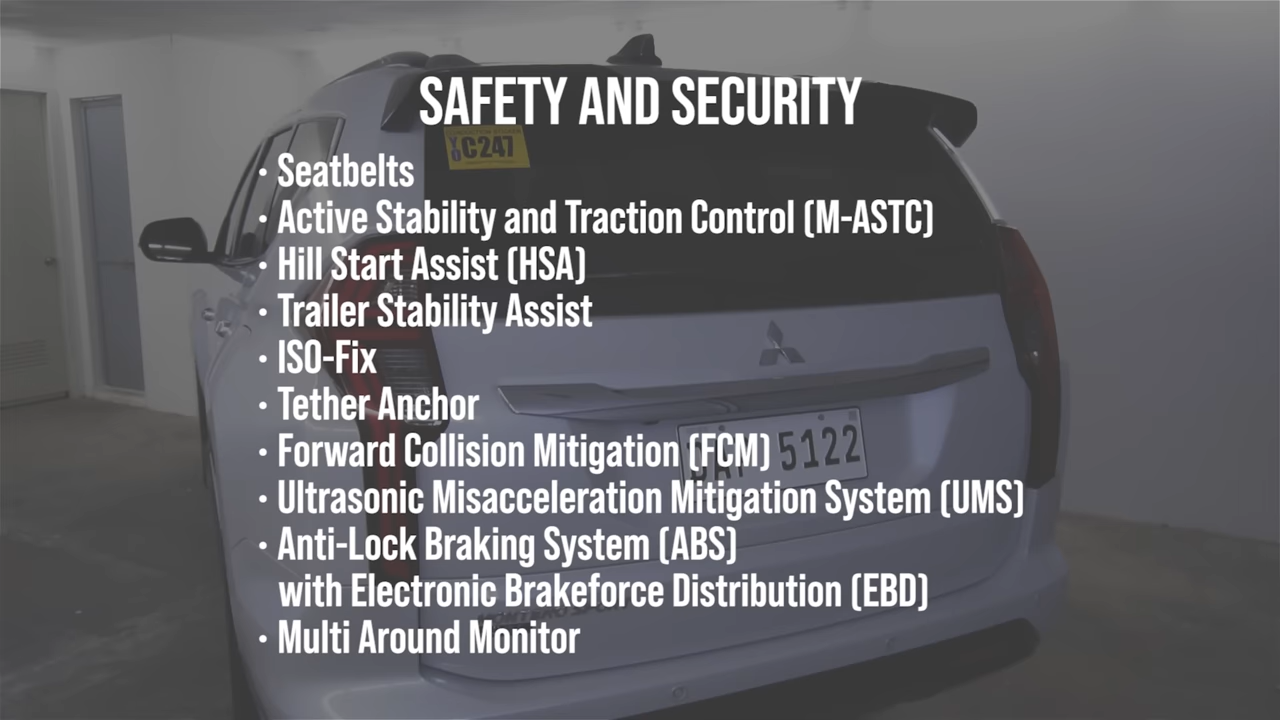 SAFETY AND SECURITY
C247
• Seatbelts
• Active Stability and Traction Control (M-ASTC)
• Hill Start Assist (HSA)
• Trailer Stability Assist
• ISO-Fix
• Tether Anchor
• Forward Collision Mitigation (FCM)
5122
• Ultrasonic Misacceleration Mitigation System (UMS)
• Anti-Lock Braking System (ABS)
with Electronic Brakeforce Distribution (EBD)
• Multi Around Monitor